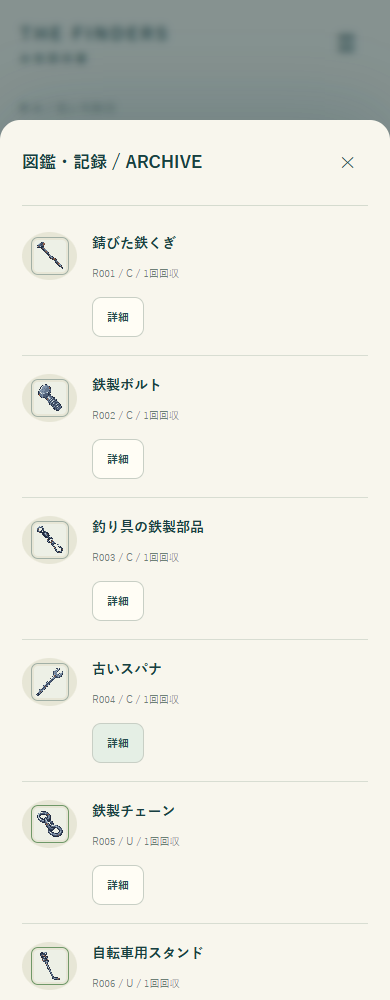 THE FINDERS
図鑑・記録 / ARCHIVE
錆びた鉄くぎ
R001 / C / 1回回収
詳細
鉄製ボルト
R002 / C / 1回回収
詳細
釣り具の鉄製部品
R003 / C / 1回回収
詳細
古いスパナ
R004 / C / 1回回収
詳細
鉄製チェーン
R005 / U / 1回回収
詳細
自転車用スタンド
R006 / U / 1回回収